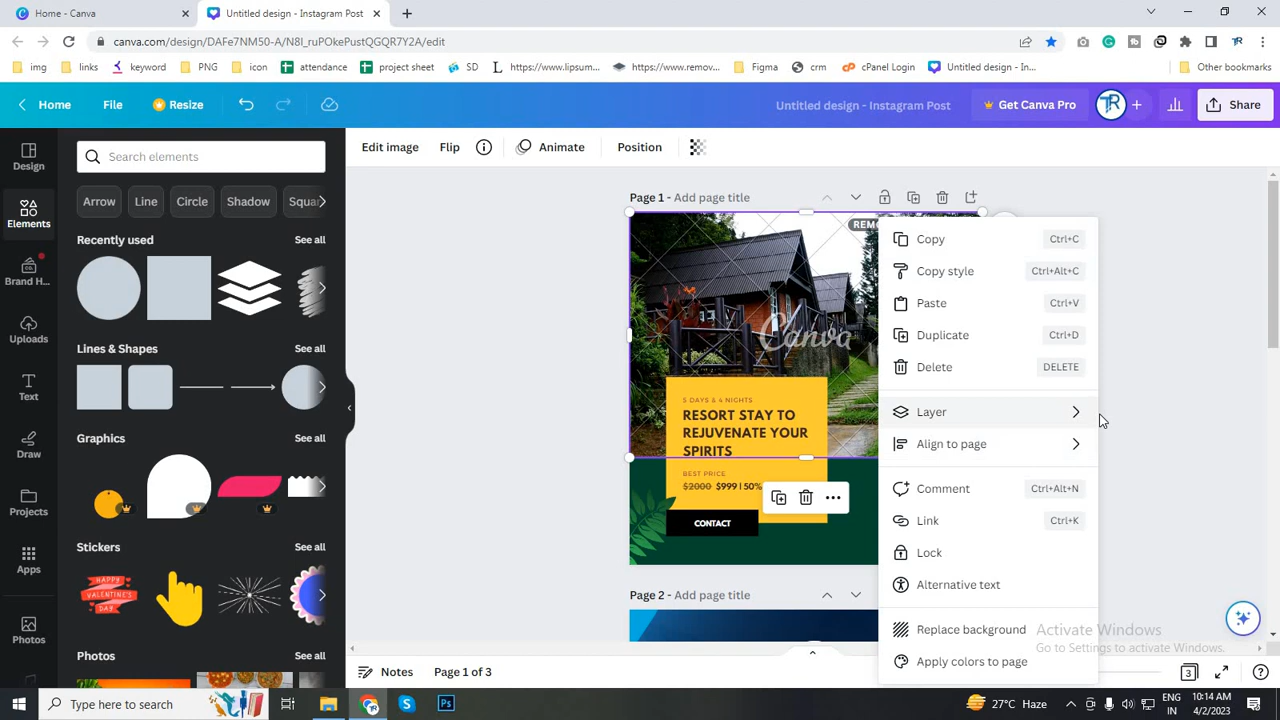 Home - Canva
Untitled design - Instagram Post
canva.com/design/DAFe7NM50-A/N8I_ruPOkePustQGQR7Y2A/edit
img
links
keyword
PNG
icon
attendance
project sheet
SD
https://www.lipsum...
https://www.remov...
Figma
crm
cPanel Login
Untitled design - In...
Other bookmarks
Home
File
Resize
Untitled design - Instagram Post
Get Canva Pro
TR
Share
Design
Elements
Brand H...
Uploads
Text
Draw
Projects
Apps
Photos
Search elements
Arrow
Line
Circle
Shadow
Squar
Recently used
See all
Lines & Shapes
See all
Graphics
See all
Stickers
See all
HAPPY
VALENTINE'S
DAY
Photos
See all
Edit image
Flip
Animate
Position
Page 1 - Add page title
REM
Canva
5 DAYS & 4 NIGHTS
RESORT STAY TO
REJUVENATE YOUR
SPIRITS
BEST PRICE
$2000 $999 | 50%
CONTACT
Page 2 - Add page title
Copy
Ctrl+C
Copy style
Ctrl+Alt+C
Paste
Ctrl+V
Duplicate
Ctrl+D
Delete
DELETE
Layer
Align to page
Comment
Ctrl+Alt+N
Link
Ctrl+K
Lock
Alternative text
Replace background
Apply colors to page
Activate Windows
Go to Settings to activate Windows.
Notes
Page 1 of 3
3
Type here to search
Ps
27°C Haze
ENG
IN
10:14 AM
4/2/2023